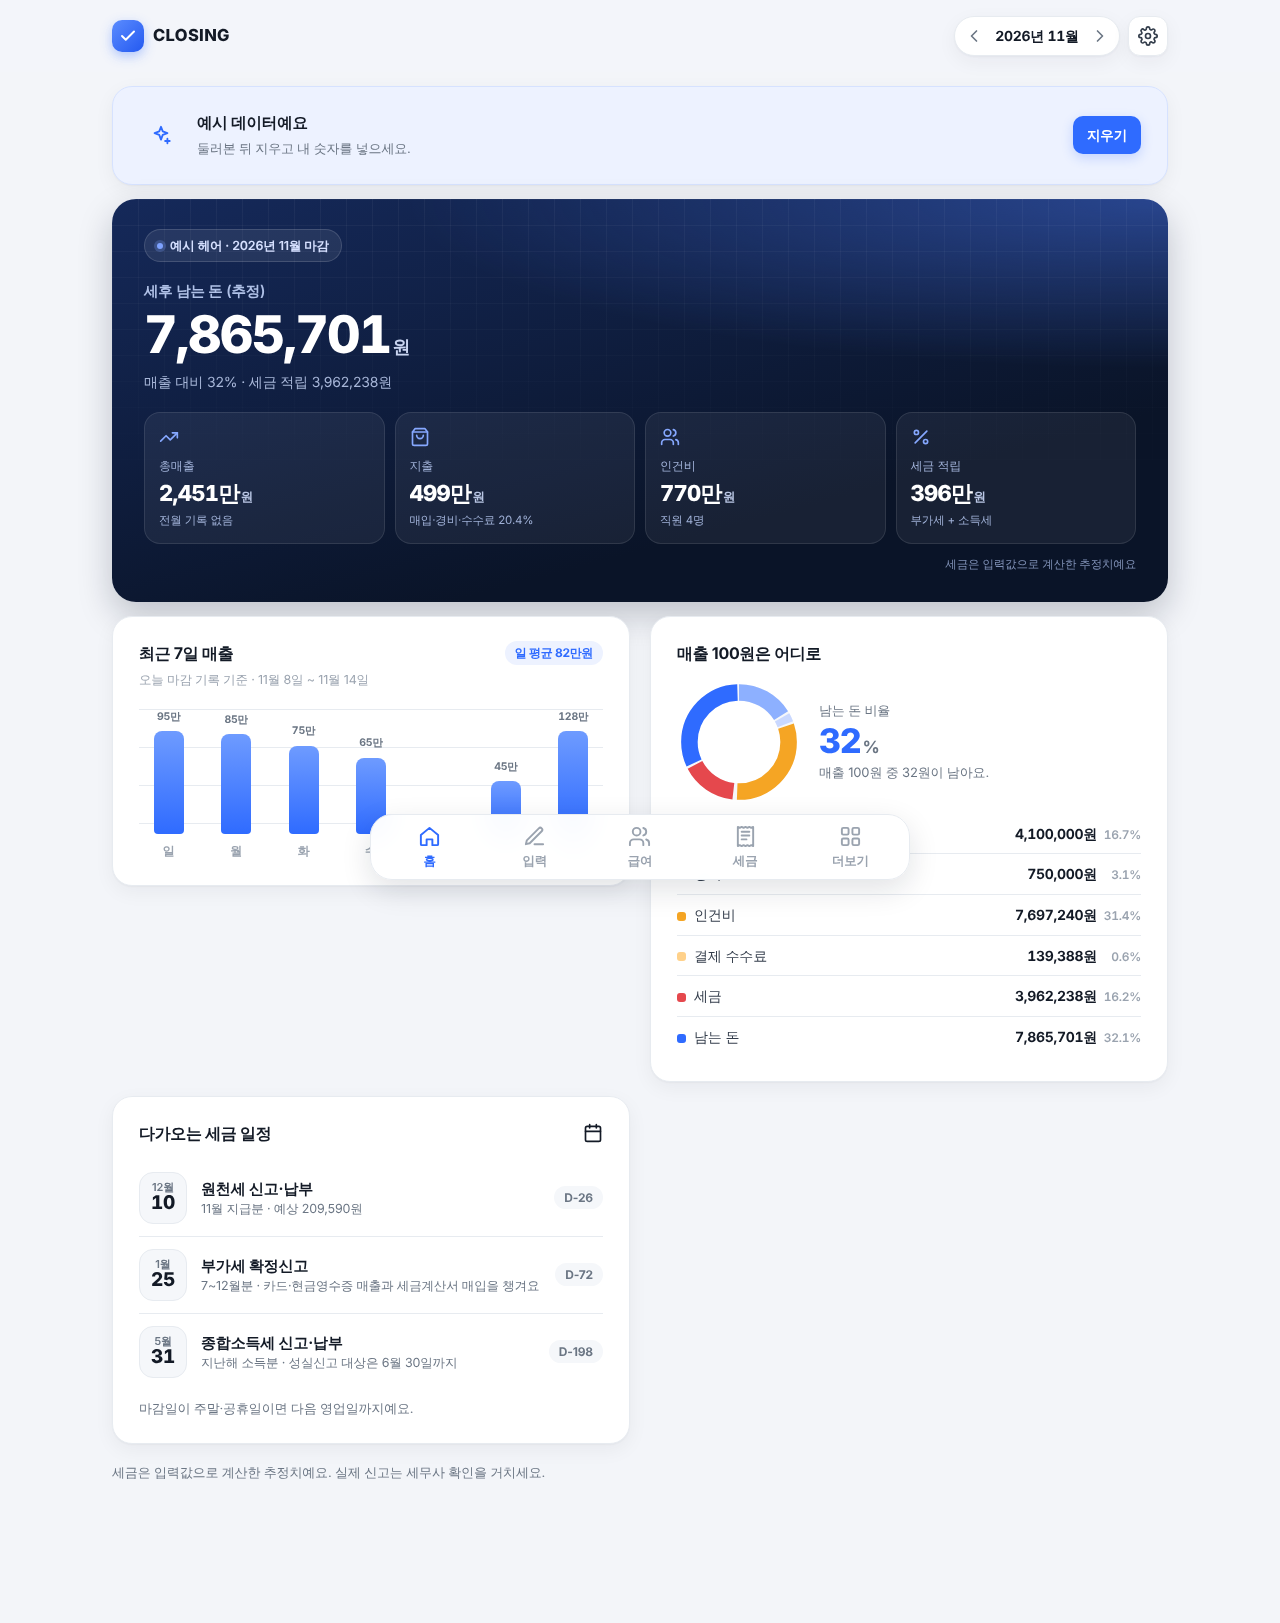 CLOSING
2026년 11월
예시 데이터예요
둘러본 뒤 지우고 내 숫자를 넣으세요.
지우기
예시 헤어 · 2026년 11월 마감
세후 남는 돈 (추정)
7,865,701원
매출 대비 32% · 세금 적립 3,962,238원
총매출
2,451만원
전월 기록 없음
지출
499만원
매입·경비·수수료 20.4%
인건비
770만원
직원 4명
세금 적립
396만원
부가세 + 소득세
세금은 입력값으로 계산한 추정치예요
최근 7일 매출
일 평균 82만원
오늘 마감 기록 기준 · 11월 8일 ~ 11월 14일
95만
85만
75만
65만
45만
128만
일
월
화
매출 100원은 어디로
남는 돈 비율
32%
매출 100원 중 32원이 남아요.
4,100,000원 16.7%
750,000원 3.1%
인건비 7,697,240원 31.4%
결제 수수료 139,388원 0.6%
세금 3,962,238원 16.2%
남는 돈 7,865,701원 32.1%
홈
입력
급여
세금
더보기
다가오는 세금 일정
12월
10
원천세 신고·납부
11월 지급분 · 예상 209,590원
D-26
1월
25
부가세 확정신고
7~12월분 · 카드·현금영수증 매출과 세금계산서 매입을 챙겨요
D-72
5월
31
종합소득세 신고·납부
지난해 소득분 · 성실신고 대상은 6월 30일까지
D-198
마감일이 주말·공휴일이면 다음 영업일까지예요.
세금은 입력값으로 계산한 추정치예요. 실제 신고는 세무사 확인을 거치세요.